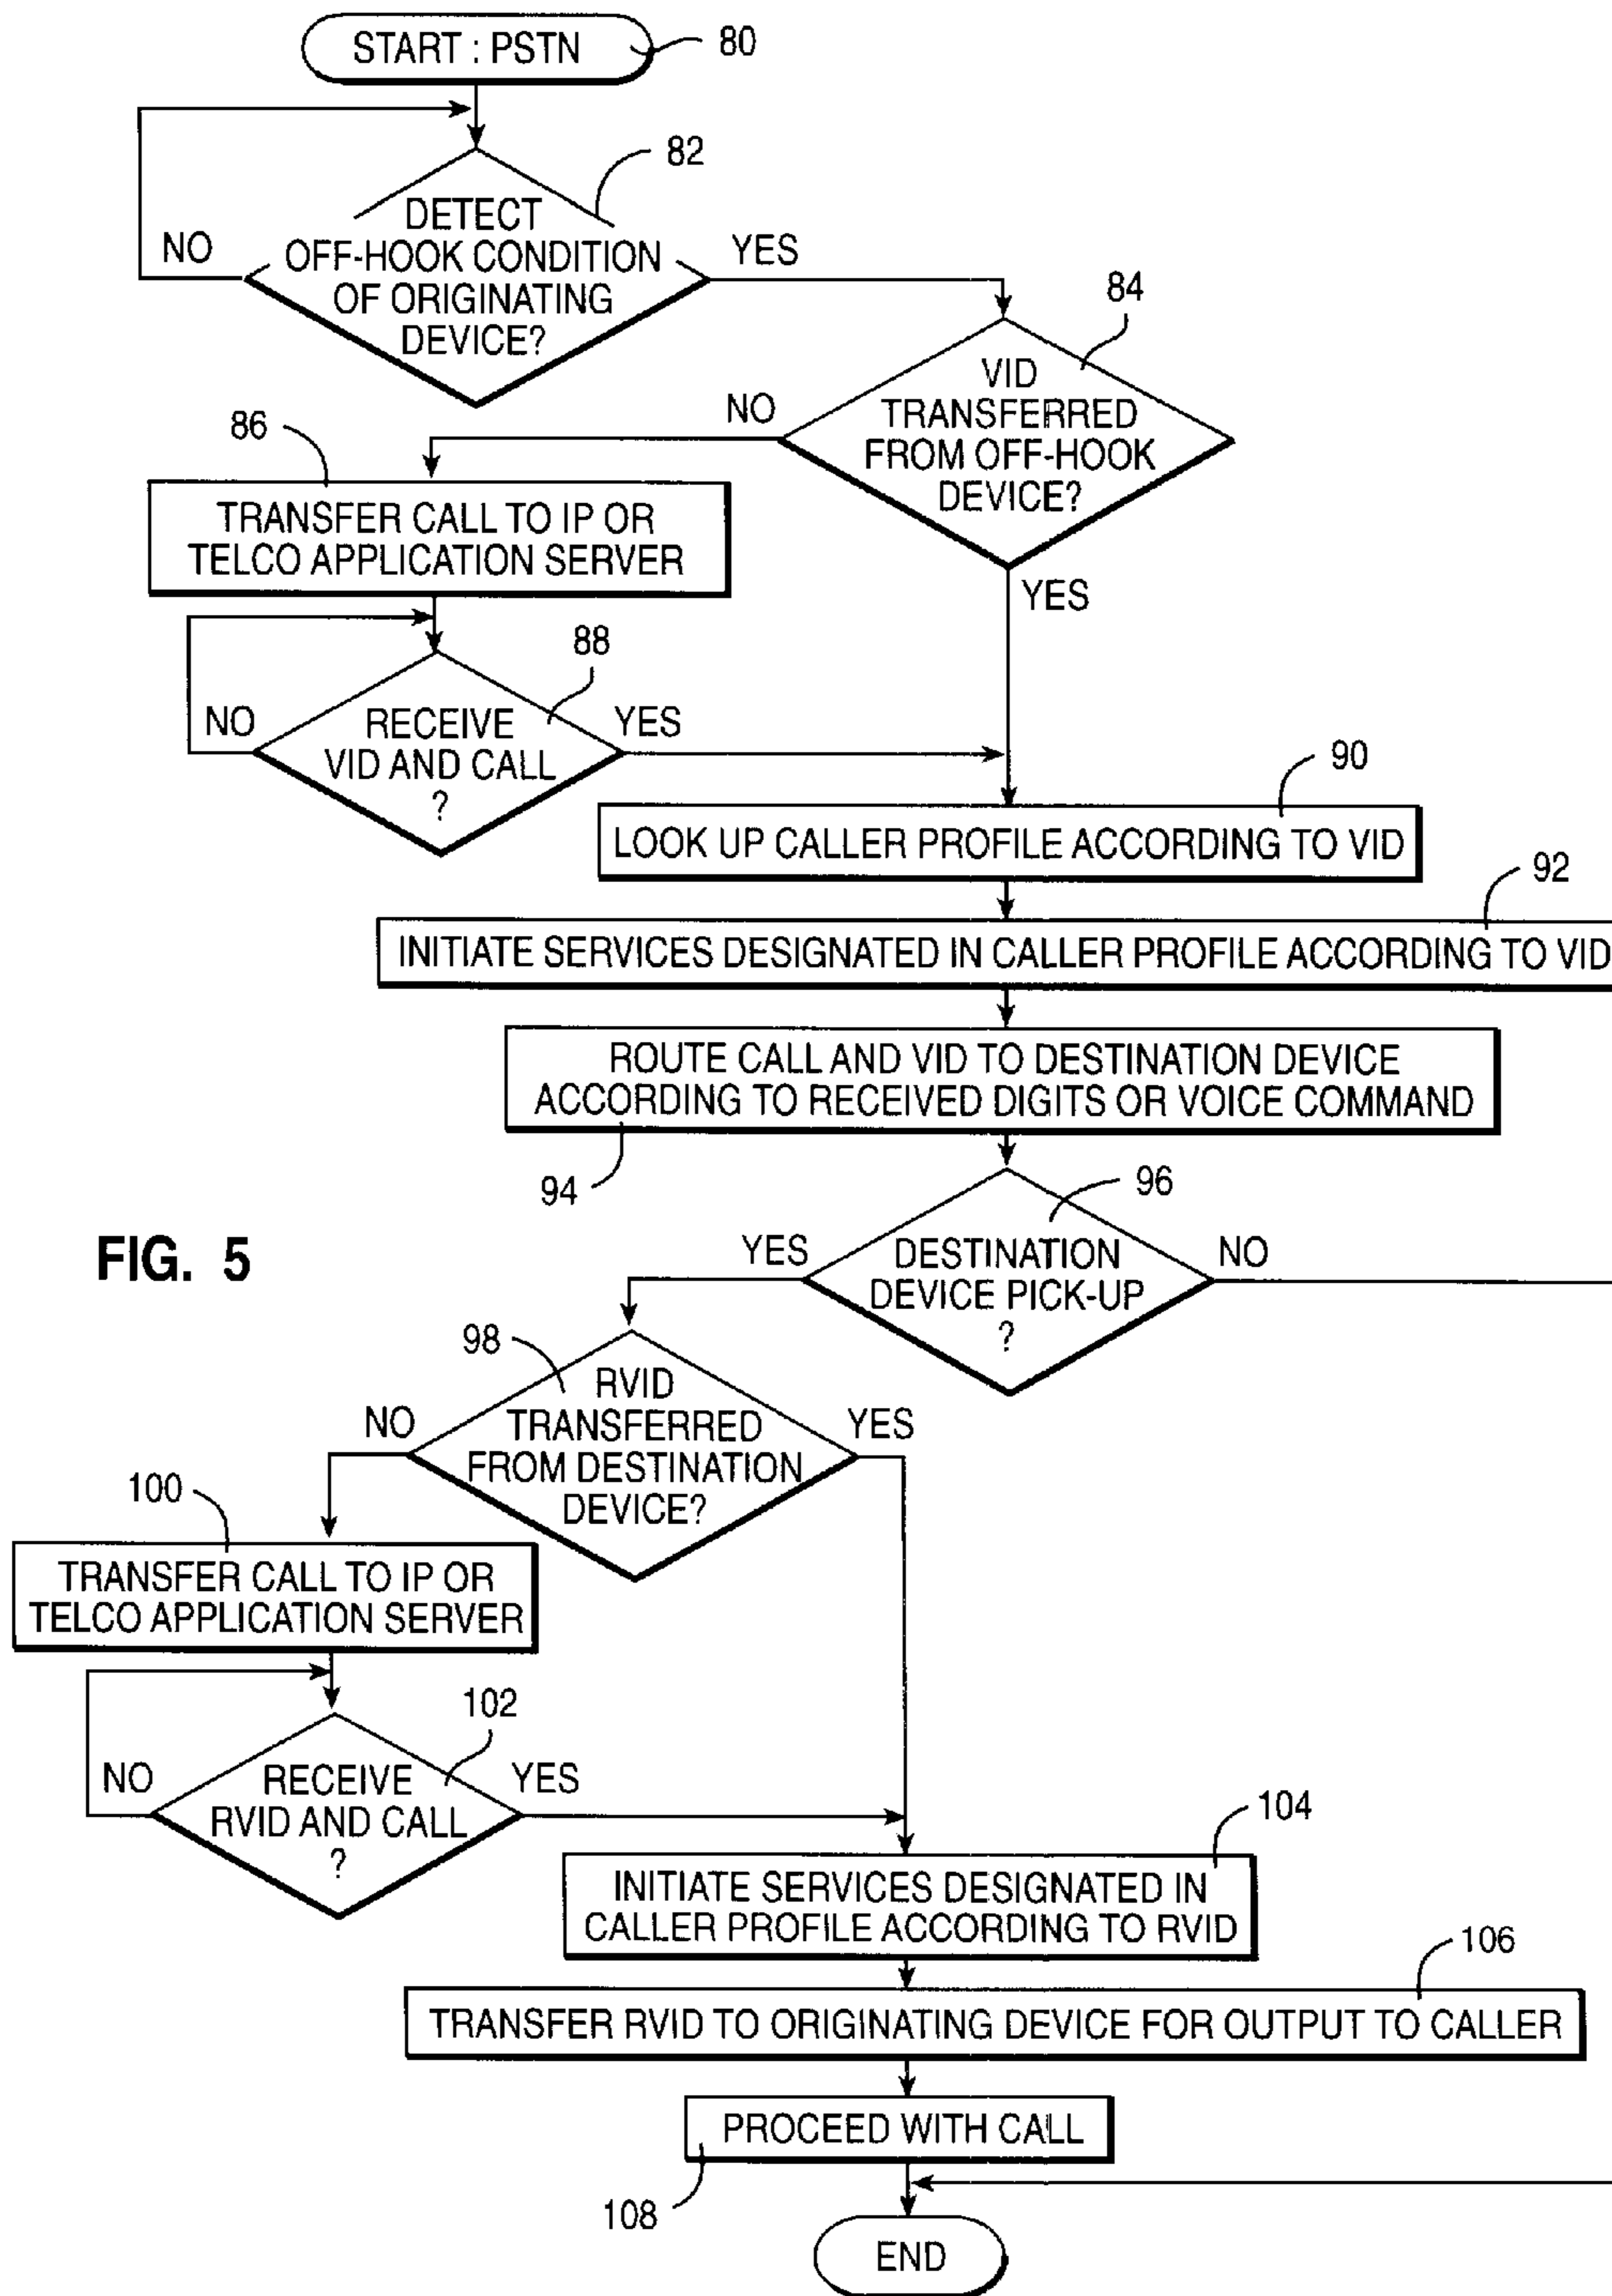 START : PSTN
80
82
DETECT
OFF-HOOK CONDITION
OF ORIGINATING
DEVICE?
NO
YES
84
VID
TRANSFERRED
FROM OFF-HOOK
DEVICE?
NO
YES
86
TRANSFER CALL TO IP OR
TELCO APPLICATION SERVER
88
RECEIVE
VID AND CALL
?
NO
YES
90
LOOK UP CALLER PROFILE ACCORDING TO VID
92
INITIATE SERVICES DESIGNATED IN CALLER PROFILE ACCORDING TO VID
ROUTE CALL AND VID TO DESTINATION DEVICE
ACCORDING TO RECEIVED DIGITS OR VOICE COMMAND
94
96
DESTINATION
DEVICE PICK-UP
?
YES
NO
FIG. 5
98
RVID
TRANSFERRED
FROM DESTINATION
DEVICE?
NO
YES
100
TRANSFER CALL TO IP OR
TELCO APPLICATION SERVER
102
RECEIVE
RVID AND CALL
?
NO
YES
104
INITIATE SERVICES DESIGNATED IN
CALLER PROFILE ACCORDING TO RVID
106
TRANSFER RVID TO ORIGINATING DEVICE FOR OUTPUT TO CALLER
PROCEED WITH CALL
108
END